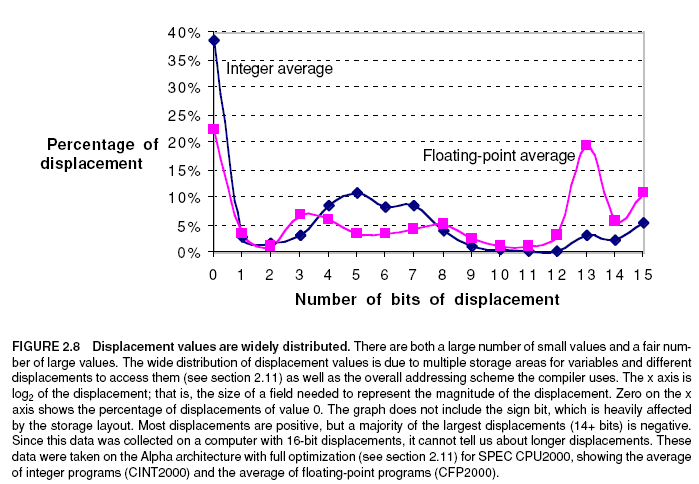 40%
35%
30%
25%
20%
15%
10%
5%
0%
Integer average
Floating-point average
Percentage of
displacement
0 1 2 3 4 5 6 7 8 9 10 11 12 13 14 15
Number of bits of displacement
FIGURE 2.8 Displacement values are widely distributed. There are both a large number of small values and a fair num-
ber of large values. The wide distribution of displacement values is due to multiple storage areas for variables and different
displacements to access them (see section 2.11) as well as the overall addressing scheme the compiler uses. The x axis is
log2 of the displacement; that is, the size of a field needed to represent the magnitude of the displacement. Zero on the x
axis shows the percentage of displacements of value 0. The graph does not include the sign bit, which is heavily affected
by the storage layout. Most displacements are positive, but a majority of the largest displacements (14+ bits) is negative.
Since this data was collected on a computer with 16-bit displacements, it cannot tell us about longer displacements. These
data were taken on the Alpha architecture with full optimization (see section 2.11) for SPEC CPU2000, showing the average
of integer programs (CINT2000) and the average of floating-point programs (CFP2000).